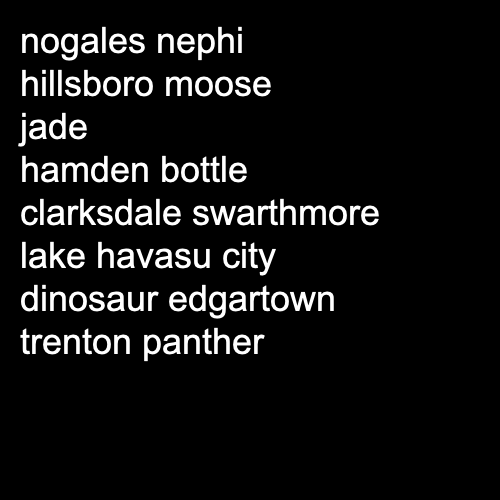 nogales nephi
hillsboro moose
jade
hamden bottle
clarksdale swarthmore
lake havasu city
dinosaur edgartown
trenton panther